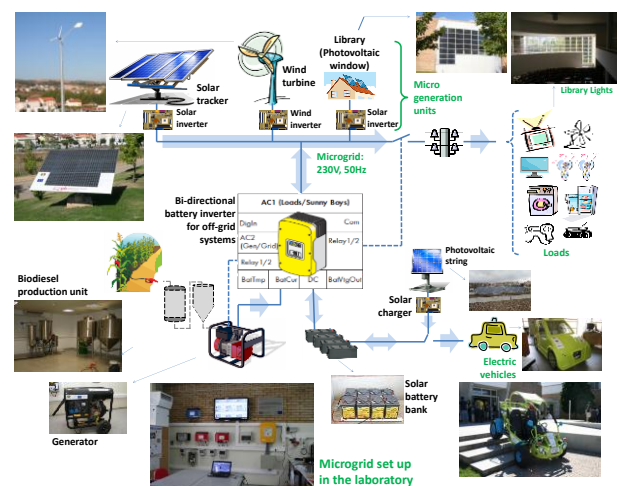 Library
(Photovoltaic
window)
Wind
turbine
Solar
tracker
Solar
inverter
Wind
inverter
Solar
inverter
Micro
generation
units
Library Lights
Microgrid:
230V, 50Hz
Bi-directional
battery inverter
for off-grid
systems
AC1 (Loads/Sunny Boys)
DigIn
Com
AC2
(Gen/Grid)
Relay1/2
Relay1/2
BatTmp
BatCur
DC
BatVtgOut
Loads
Photovoltaic
string
Solar
charger
Biodiesel
production unit
Electric
vehicles
Solar
battery
bank
Generator
Microgrid set up
in the laboratory